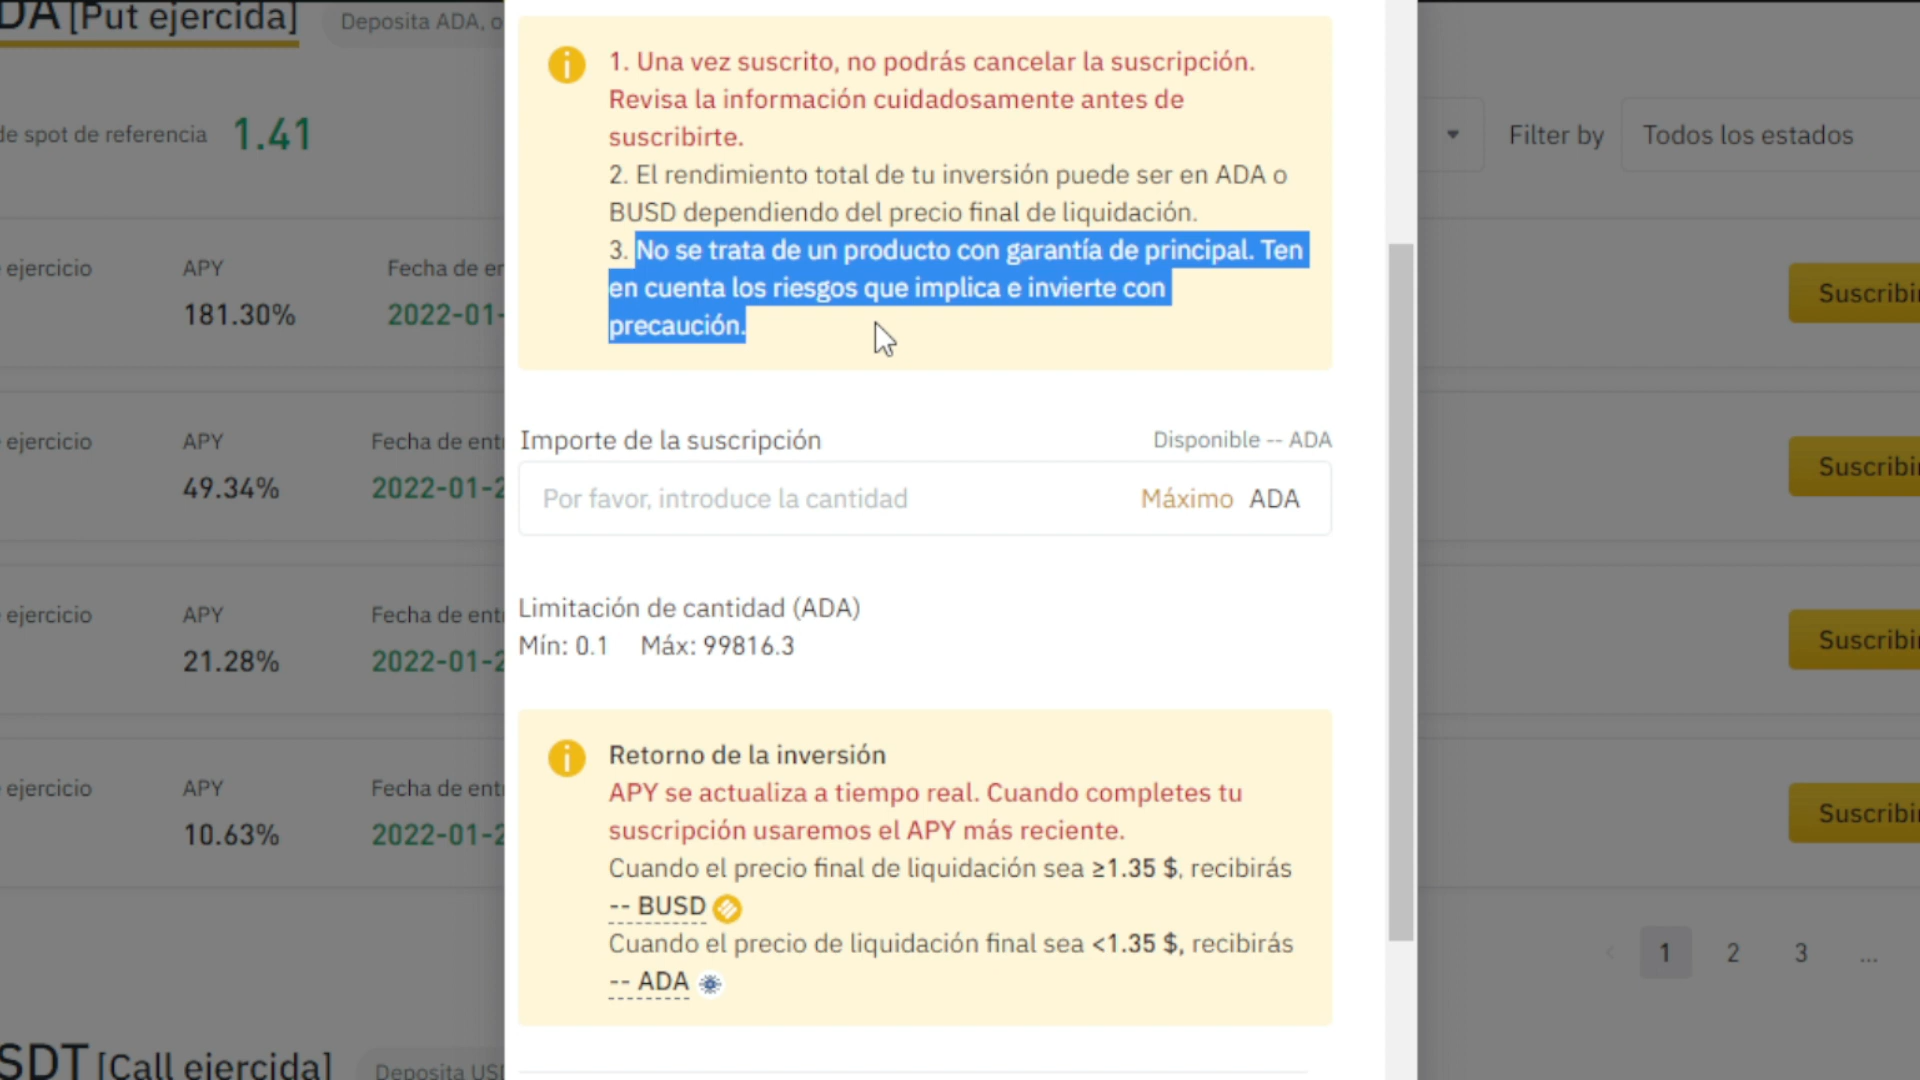 DA [Put ejercida]
Deposita ADA, o
de spot de referencia 1.41
Filter by Todos los estados
1. Una vez suscrito, no podrás cancelar la suscripción.
Revisa la información cuidadosamente antes de
suscribirte.
2. El rendimiento total de tu inversión puede ser en ADA o
BUSD dependiendo del precio final de liquidación.
3. No se trata de un producto con garantía de principal. Ten
en cuenta los riesgos que implica e invierte con
precaución.
ejercicio APY Fecha de en
181.30% 2022-01-
Suscribir
Importe de la suscripción Disponible -- ADA
Por favor, introduce la cantidad Máximo ADA
ejercicio APY Fecha de ent
49.34% 2022-01-2
Suscribir
Limitación de cantidad (ADA)
Mín: 0.1 Máx: 99816.3
ejercicio APY Fecha de ent
21.28% 2022-01-2
Suscribir
Retorno de la inversión
APY se actualiza a tiempo real. Cuando completes tu
suscripción usaremos el APY más reciente.
Cuando el precio final de liquidación sea ≥1.35 $, recibirás
-- BUSD
Cuando el precio de liquidación final sea <1.35 $, recibirás
-- ADA
ejercicio APY Fecha de ent
10.63% 2022-01-2
Suscribir
< 1 2 3 ...
SDT [Call ejercida]
Deposita USD